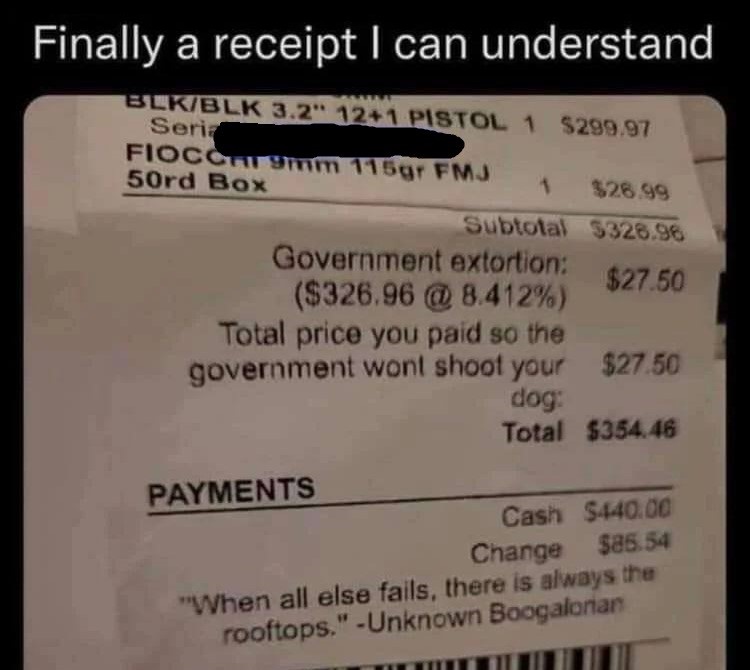 Finally a receipt I can understand
BLK/BLK 3.2" 12+1 PISTOL 1 $299.97
Seria
FIOCCHI 9mm 115gr FMJ
50rd Box 1 $26.99
Subtotal $326.96
Government extortion: $27.50
($326.96 @ 8.412%)
Total price you paid so the
government wont shoot your $27.50
dog:
Total $354.46
PAYMENTS
Cash $440.00
Change $85.54
"When all else fails, there is always the
rooftops." -Unknown Boogalorian